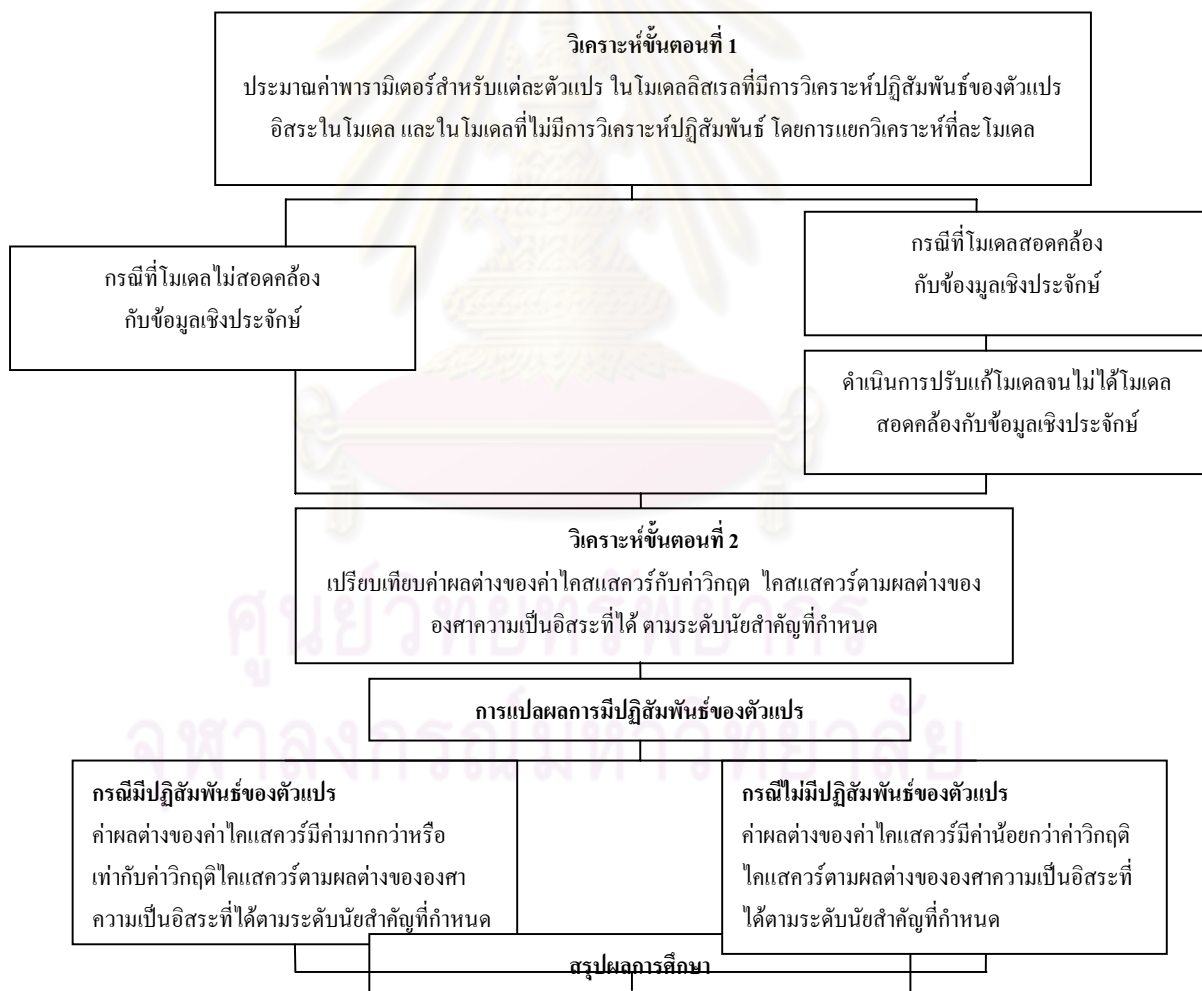 วิเคราะห์ขั้นตอนที่ 1
ประมาณค่าพารามิเตอร์สำหรับแต่ละตัวแปร ในโมเดลลิสเรลที่มีการวิเคราะห์ปฏิสัมพันธ์ของตัวแปร
อิสระในโมเดล และในโมเดลที่ไม่มีการวิเคราะห์ปฏิสัมพันธ์ โดยการแยกวิเคราะห์ที่ละโมเดล
กรณีที่โมเดลไม่สอดคล้อง
กับข้อมูลเชิงประจักษ์
กรณีที่โมเดลสอดคล้อง
กับข้องมูลเชิงประจักษ์
ดำเนินการปรับแก้โมเดลจนไม่ได้โมเดล
สอดคล้องกับข้อมูลเชิงประจักษ์
วิเคราะห์ขั้นตอนที่ 2
เปรียบเทียบค่าผลต่างของค่าไคสแสควร์กับค่าวิกฤต ไคสแสควร์ตามผลต่างของ
องศาความเป็นอิสระที่ได้ ตามระดับนัยสำคัญที่กำหนด
ศูนย์วิทยทรัพยากร
จุฬาลงกรณ์มหาวิทยาลัย
การแปลผลการมีปฏิสัมพันธ์ของตัวแปร
กรณีมีปฏิสัมพันธ์ของตัวแปร
ค่าผลต่างของค่าไคแสควร์มีค่ามากกว่าหรือ
เท่ากับค่าวิกฤติไคแสควร์ตามผลต่างขององศา
ความเป็นอิสระที่ได้ตามระดับนัยสำคัญที่กำหนด
กรณีไม่มีปฏิสัมพันธ์ของตัวแปร
ค่าผลต่างของค่าไคแสควร์มีค่าน้อยกว่าค่าวิกฤติ
ไคแสควร์ตามผลต่างขององศาความเป็นอิสระที่
ได้ตามระดับนัยสำคัญที่กำหนด
สรุปผลการศึกษา